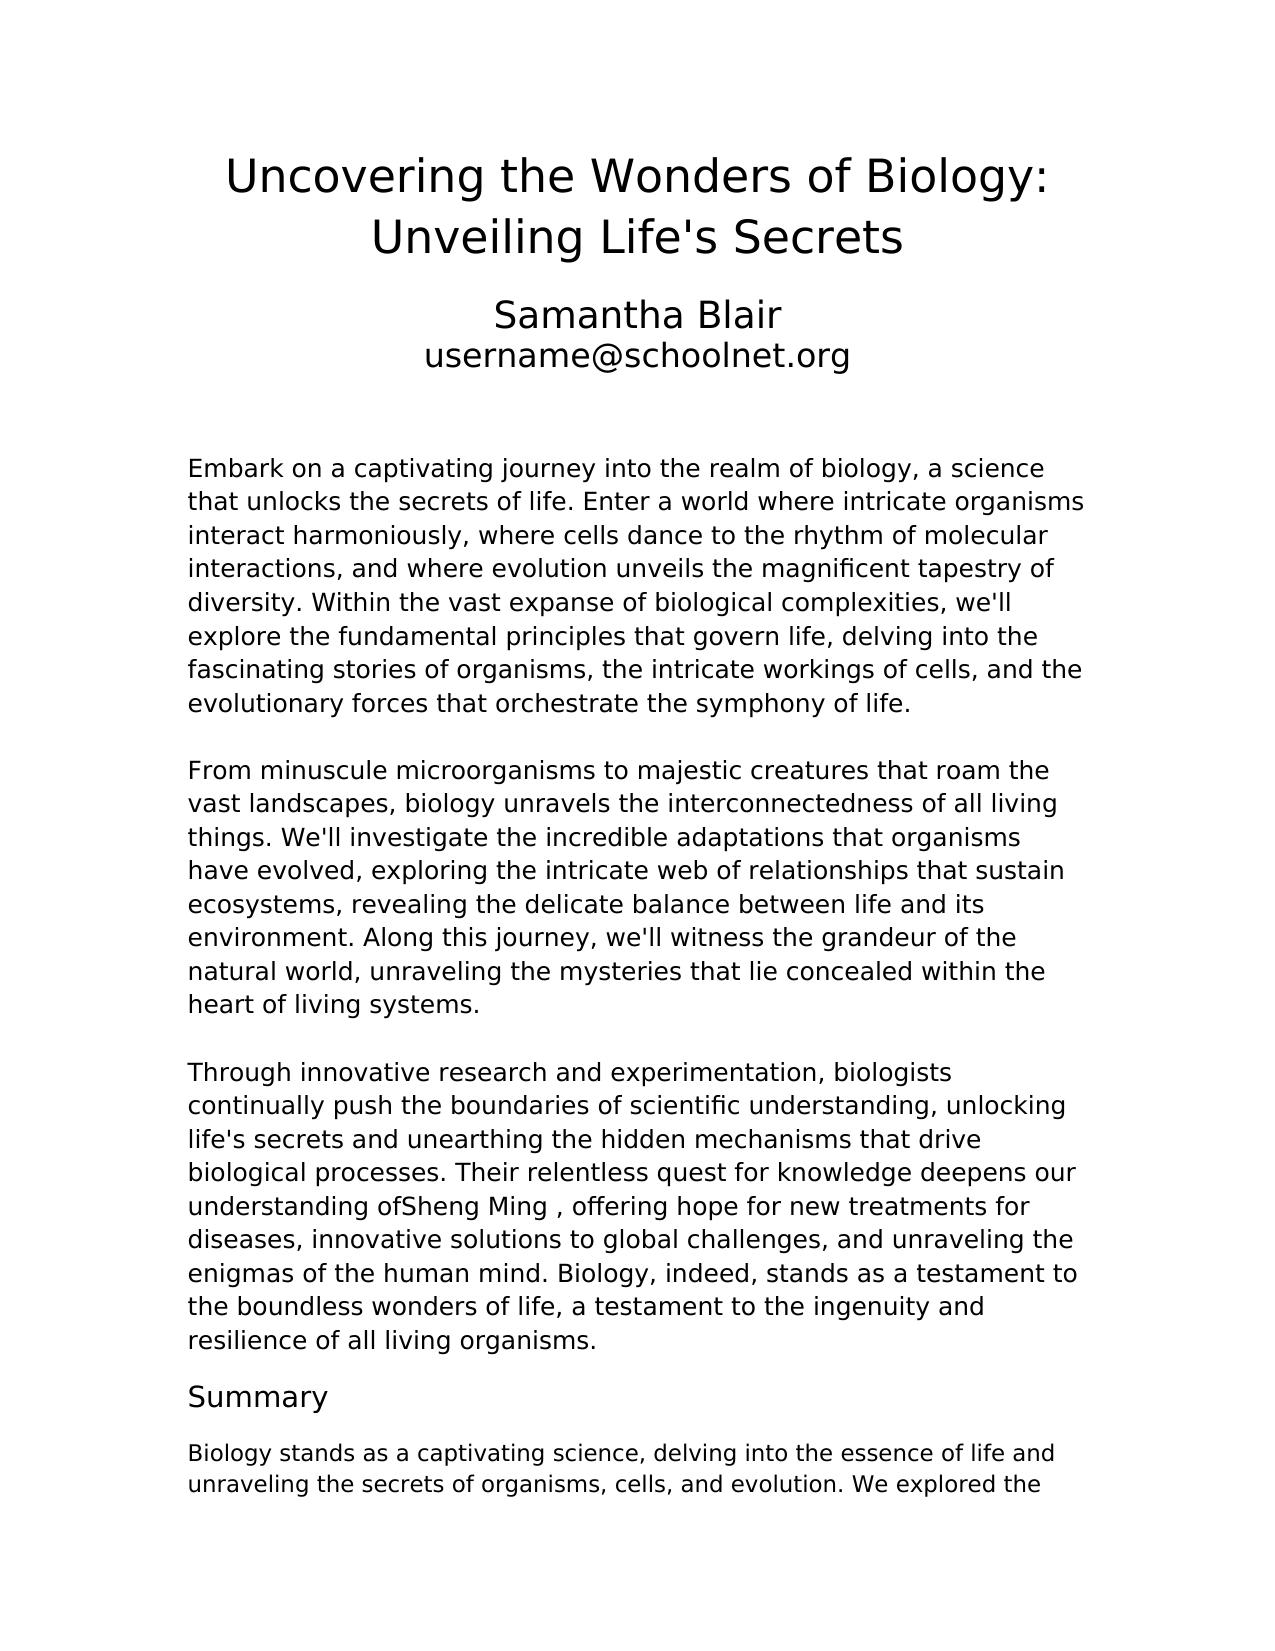 Uncovering the Wonders of Biology:
Unveiling Life's Secrets
Samantha Blair
username@schoolnet.org
Embark on a captivating journey into the realm of biology, a science
that unlocks the secrets of life. Enter a world where intricate organisms
interact harmoniously, where cells dance to the rhythm of molecular
interactions, and where evolution unveils the magnificent tapestry of
diversity. Within the vast expanse of biological complexities, we'll
explore the fundamental principles that govern life, delving into the
fascinating stories of organisms, the intricate workings of cells, and the
evolutionary forces that orchestrate the symphony of life.
From minuscule microorganisms to majestic creatures that roam the
vast landscapes, biology unravels the interconnectedness of all living
things. We'll investigate the incredible adaptations that organisms
have evolved, exploring the intricate web of relationships that sustain
ecosystems, revealing the delicate balance between life and its
environment. Along this journey, we'll witness the grandeur of the
natural world, unraveling the mysteries that lie concealed within the
heart of living systems.
Through innovative research and experimentation, biologists
continually push the boundaries of scientific understanding, unlocking
life's secrets and unearthing the hidden mechanisms that drive
biological processes. Their relentless quest for knowledge deepens our
understanding ofSheng Ming , offering hope for new treatments for
diseases, innovative solutions to global challenges, and unraveling the
enigmas of the human mind. Biology, indeed, stands as a testament to
the boundless wonders of life, a testament to the ingenuity and
resilience of all living organisms.
Summary
Biology stands as a captivating science, delving into the essence of life and
unraveling the secrets of organisms, cells, and evolution. We explored the